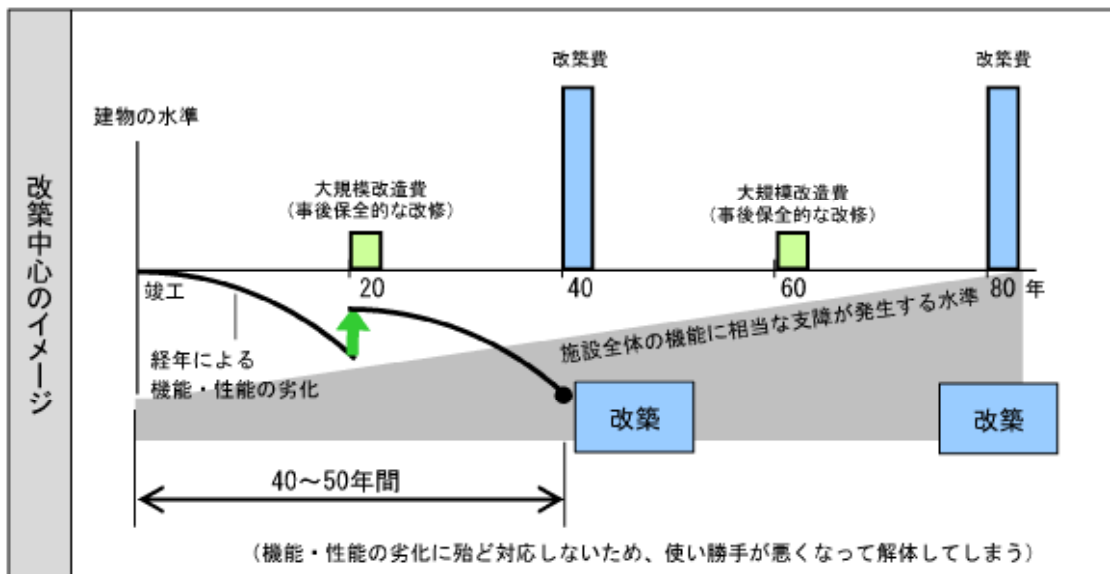 改築中心のイメージ
改築費
改築費
建物の水準
大規模改造費
（事後保全的な改修）
大規模改造費
（事後保全的な改修）
竣工
20
40
60
80 年
施設全体の機能に相当な支障が発生する水準
経年による
機能・性能の劣化
改築
改築
40～50年間
（機能・性能の劣化に殆ど対応しないため、使い勝手が悪くなって解体してしまう）